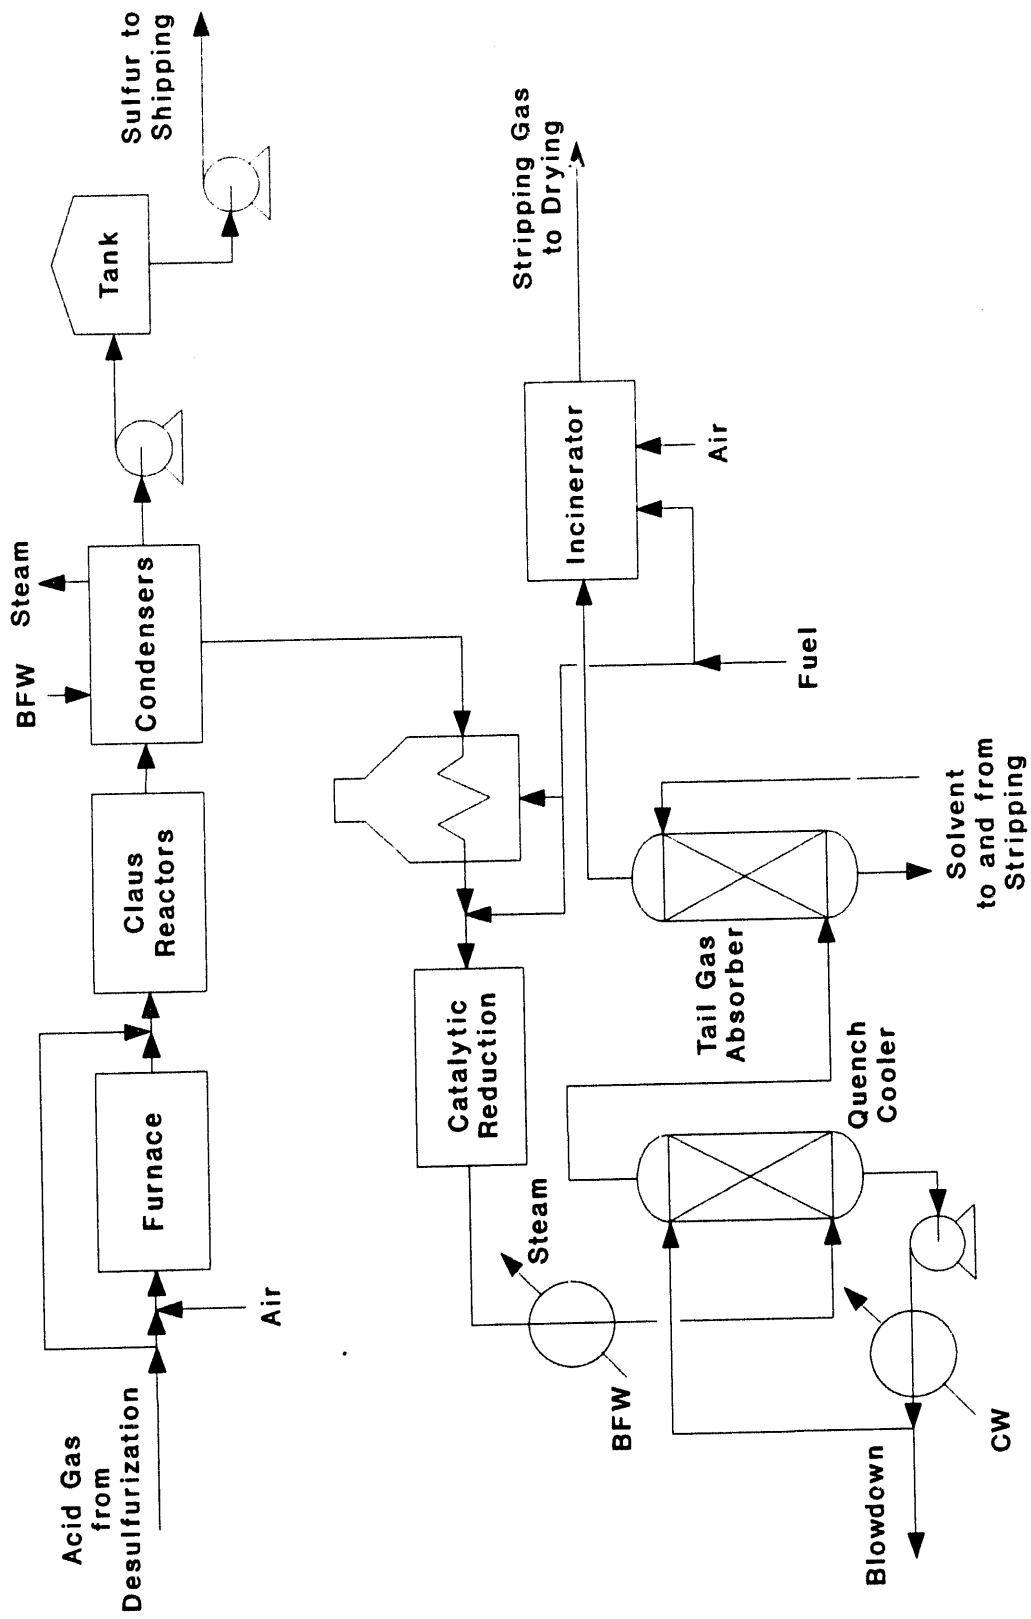 Acid Gas
from
Desulfurization
Air
Furnace
Claus
Reactors
BFW
Steam
Condensers
Tank
Sulfur to
Shipping
Catalytic
Reduction
Steam
BFW
Quench
Cooler
CW
Blowdown
Tail Gas
Absorber
Solvent
to and from
Stripping
Fuel
Incinerator
Air
Stripping Gas
to Drying